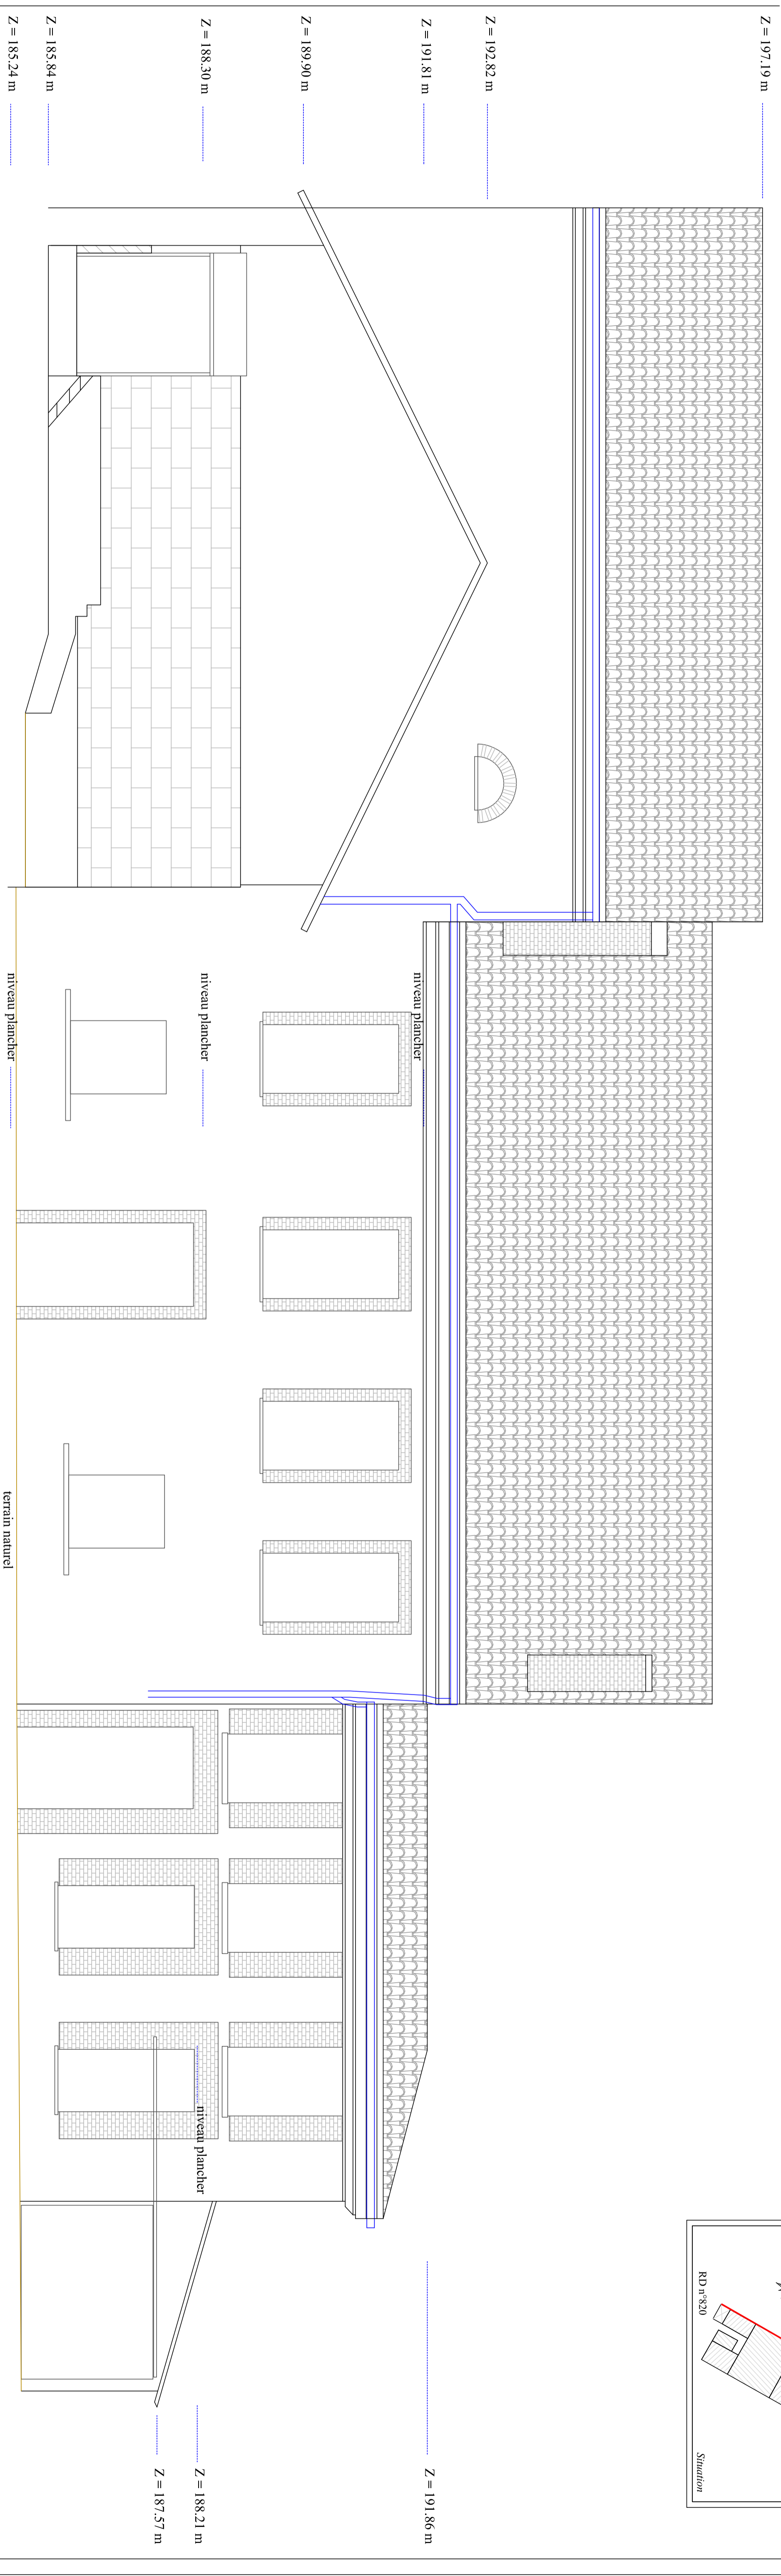 Z = 197.19 m
Z = 192.82 m
Z = 191.81 m
Z = 189.90 m
Z = 188.30 m
Z = 185.84 m
Z = 185.24 m
niveau plancher
niveau plancher
niveau plancher
terrain naturel
niveau plancher
RD n°820
Situation
Z = 191.86 m
Z = 188.21 m
Z = 187.57 m